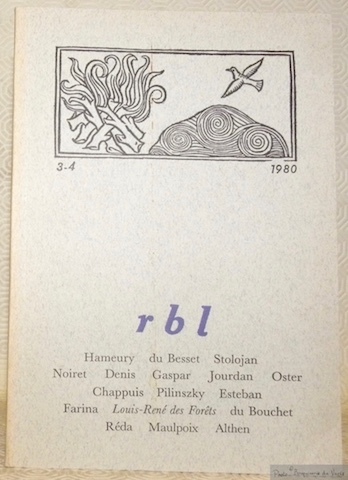 3-4 1980
rbl
Hameury du Besset Stolojan
Noiret Denis Gaspar Jourdan Oster
Chappuis Pilinszky Esteban
Farina Louis-René des Forêts du Bouchet
Réda Maulpoix Althen